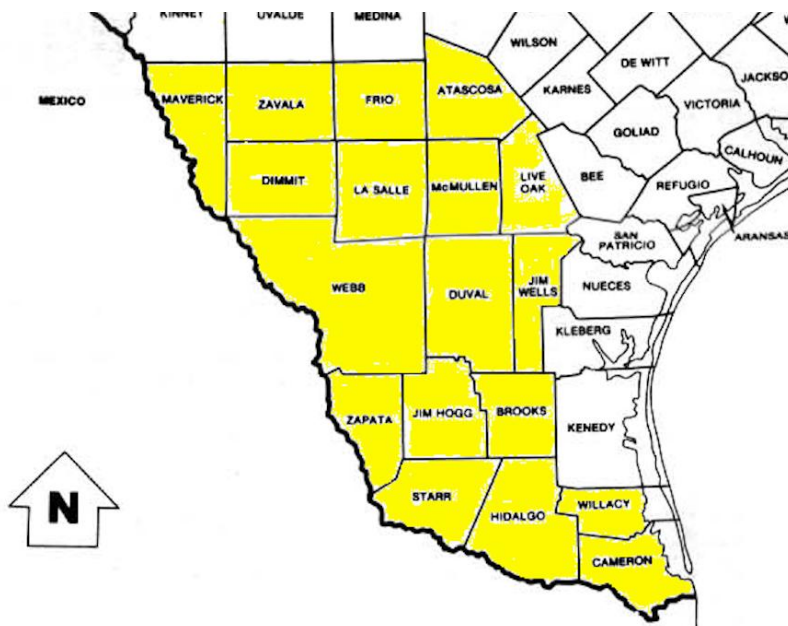 KINNEY
UVALDE
MEDINA
WILSON
DE WITT
JACKSO
MEXICO
MAVERICK
ZAVALA
FRIO
ATASCOSA
KARNES
VICTORIA
GOLIAD
CALHOUN
DIMMIT
LA SALLE
McMULLEN
LIVE
OAK
BEE
REFUGIO
SAN
PATRICIO
ARANSAS
WEBB
DUVAL
JIM
WELLS
NUECES
KLEBERG
ZAPATA
JIM HOGG
BROOKS
KENEDY
N
STARR
HIDALGO
WILLACY
CAMERON